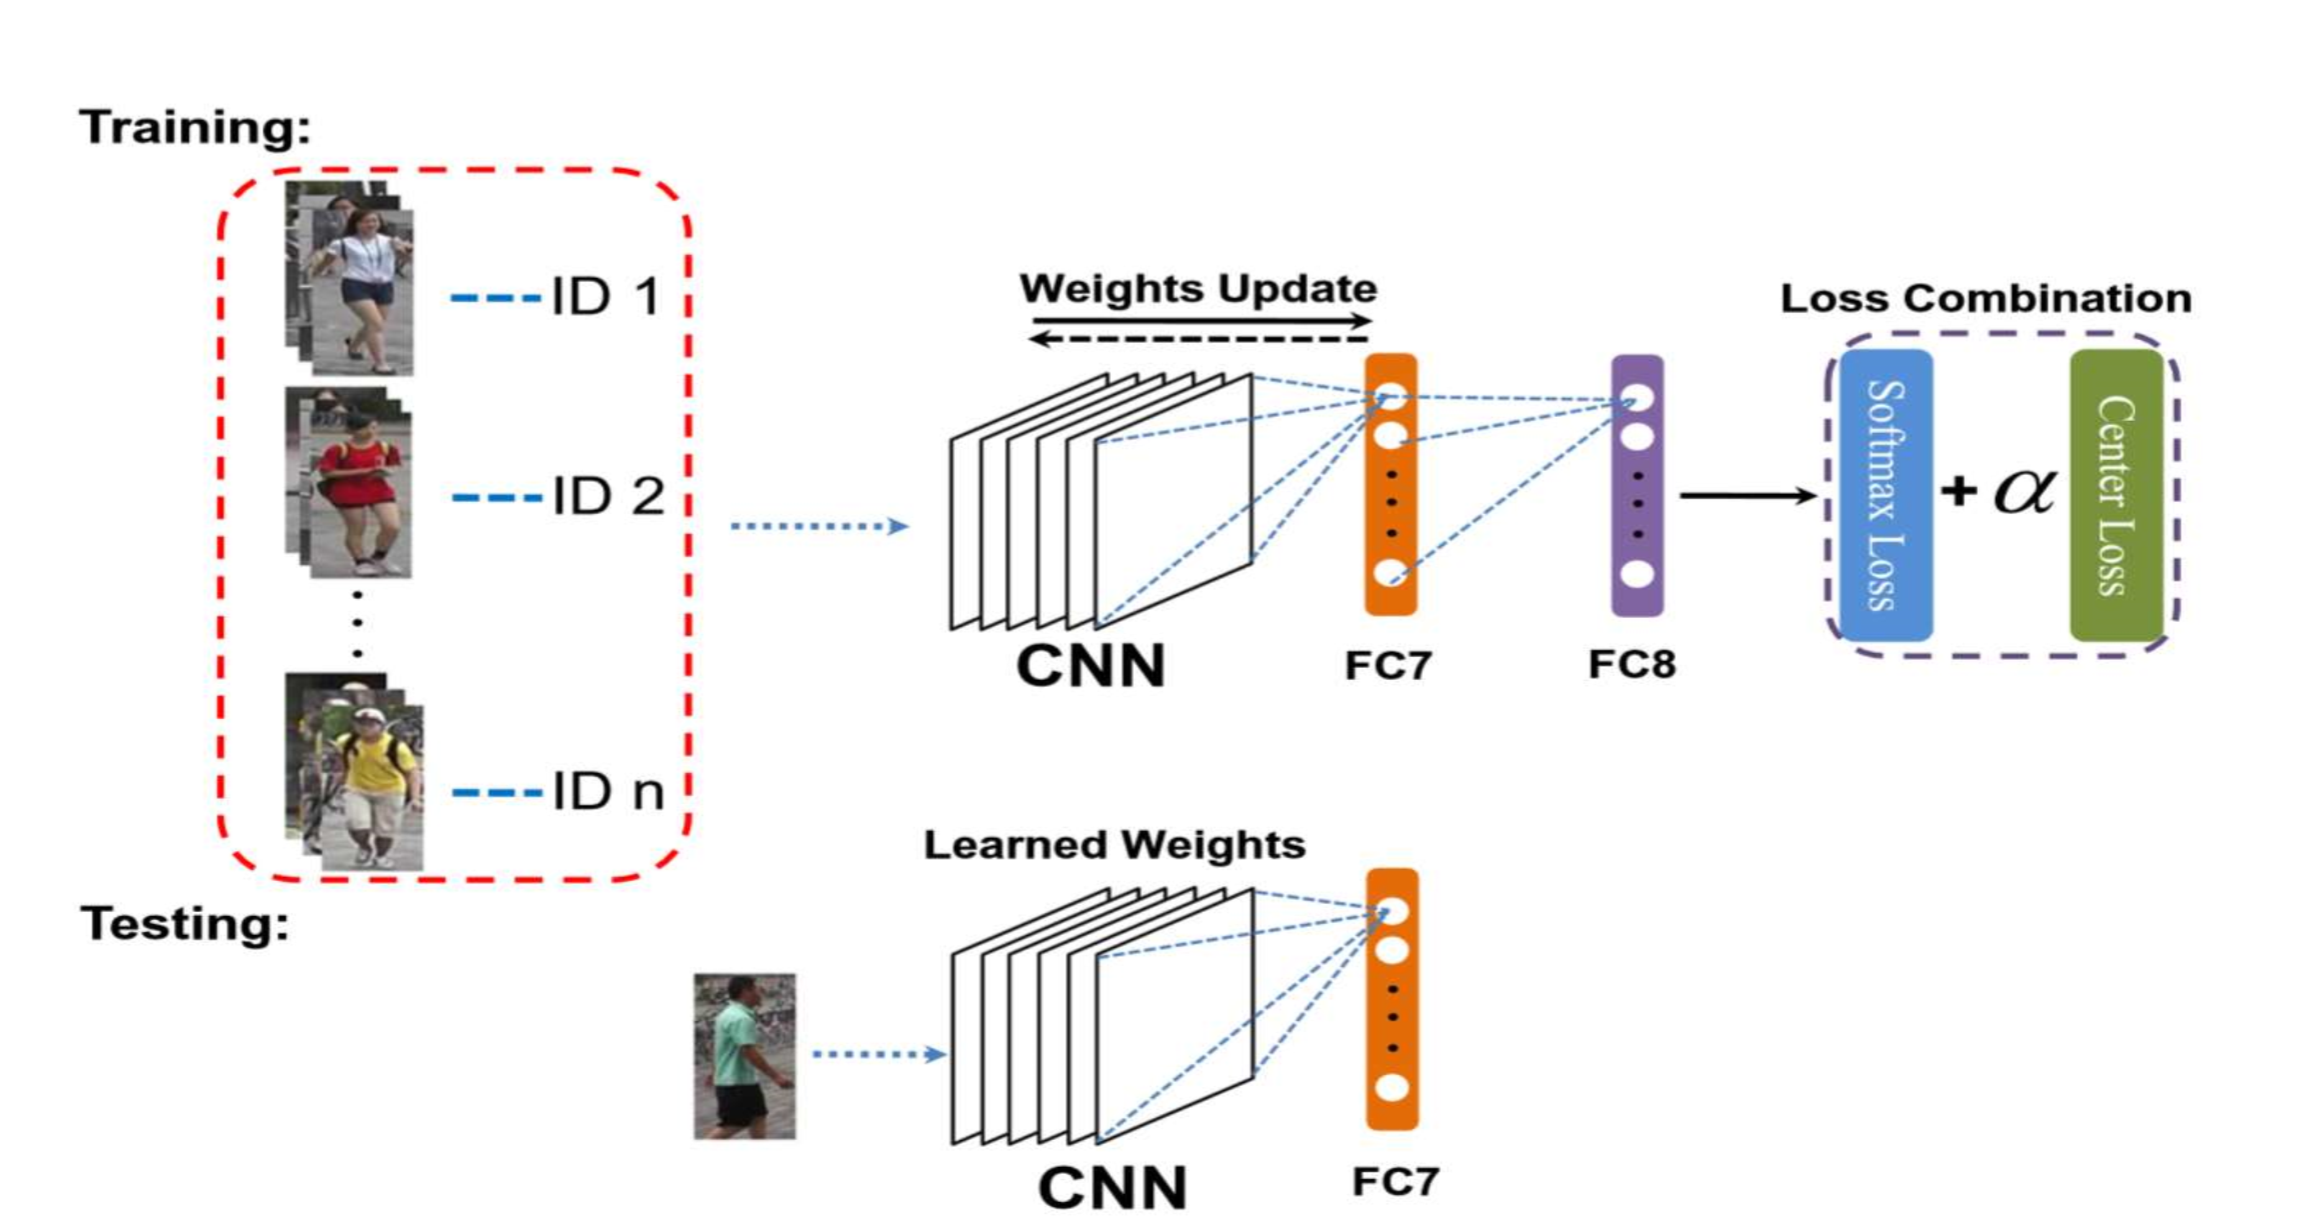 Training:
ID 1
ID 2
ID n
Weights Update
CNN
FC7
FC8
Loss Combination
Softmax Loss
+ α
Center Loss
Testing:
Learned Weights
CNN
FC7